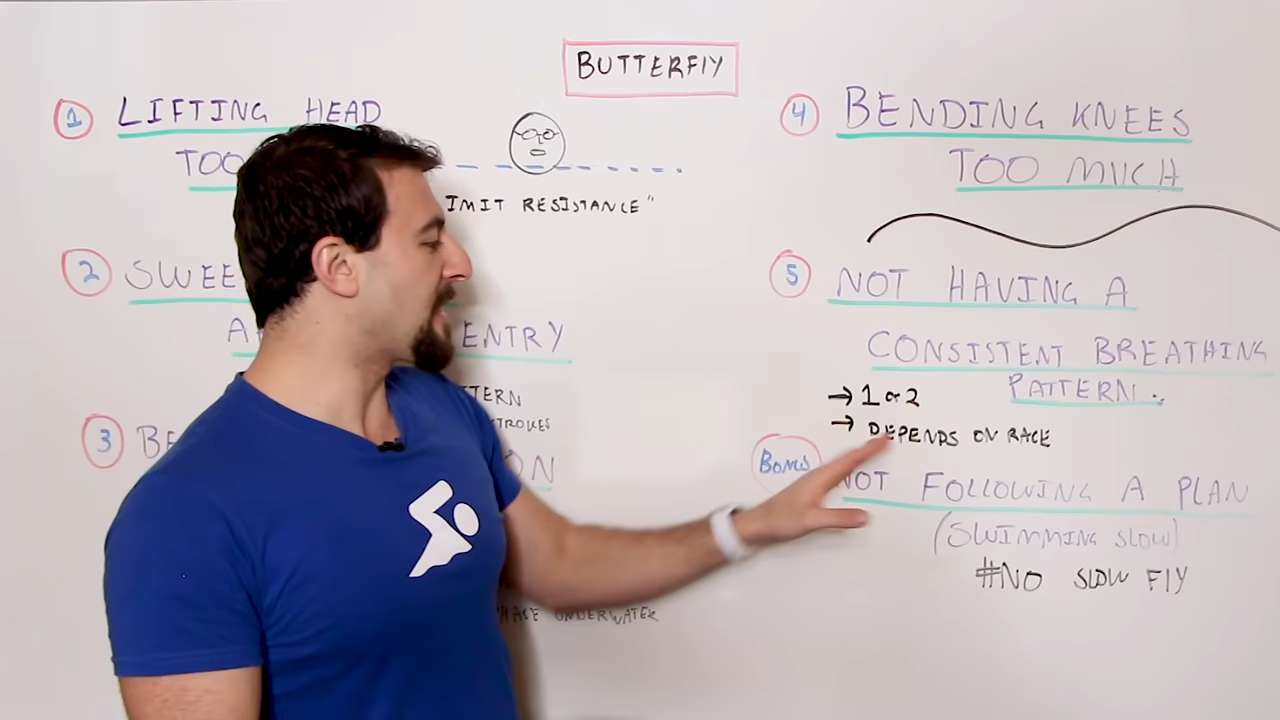 BUTTERFLY
1 LIFTING HEAD
TOO
IMIT RESISTANCE"
2 SWEE
ENTRY
TTERN
STROKES
3 BE
ON
PHASE UNDERWATER
4 BENDING KNEES
TOO MUCH
5 NOT HAVING A
CONSISTENT BREATHING
PATTERN.
→ 1 or 2
→ DEPENDS ON RACE
Bonus NOT FOLLOWING A PLAN
(SWIMMING SLOW)
#NO SLOW FLY